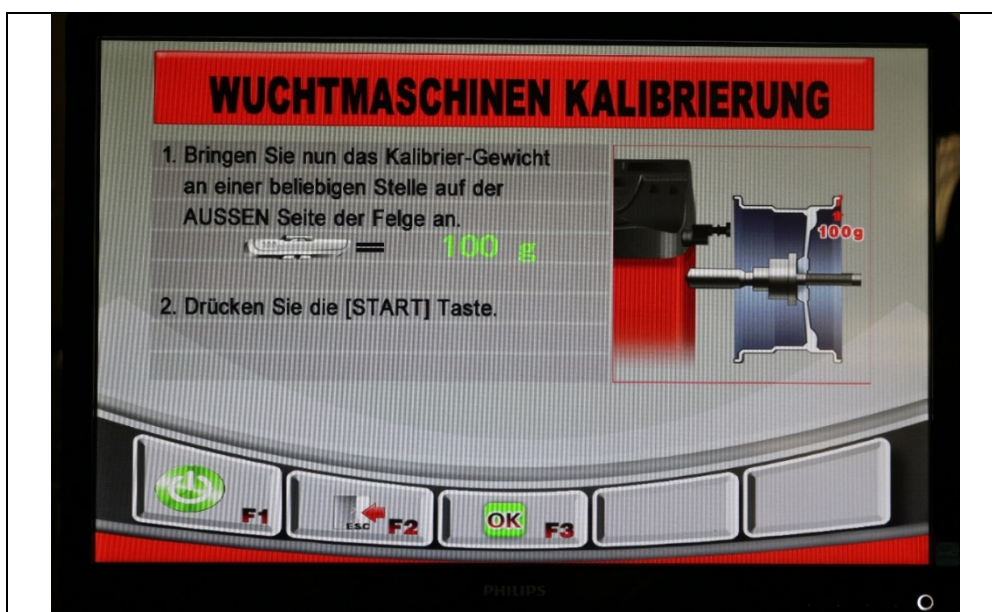 WUCHTMASCHINEN KALIBRIERUNG
1. Bringen Sie nun das Kalibrier-Gewicht
an einer beliebigen Stelle auf der
AUSSEN Seite der Felge an.
= 100 g
2. Drücken Sie die [START] Taste.
100g
F1
ESC F2
OK F3
PHILIPS